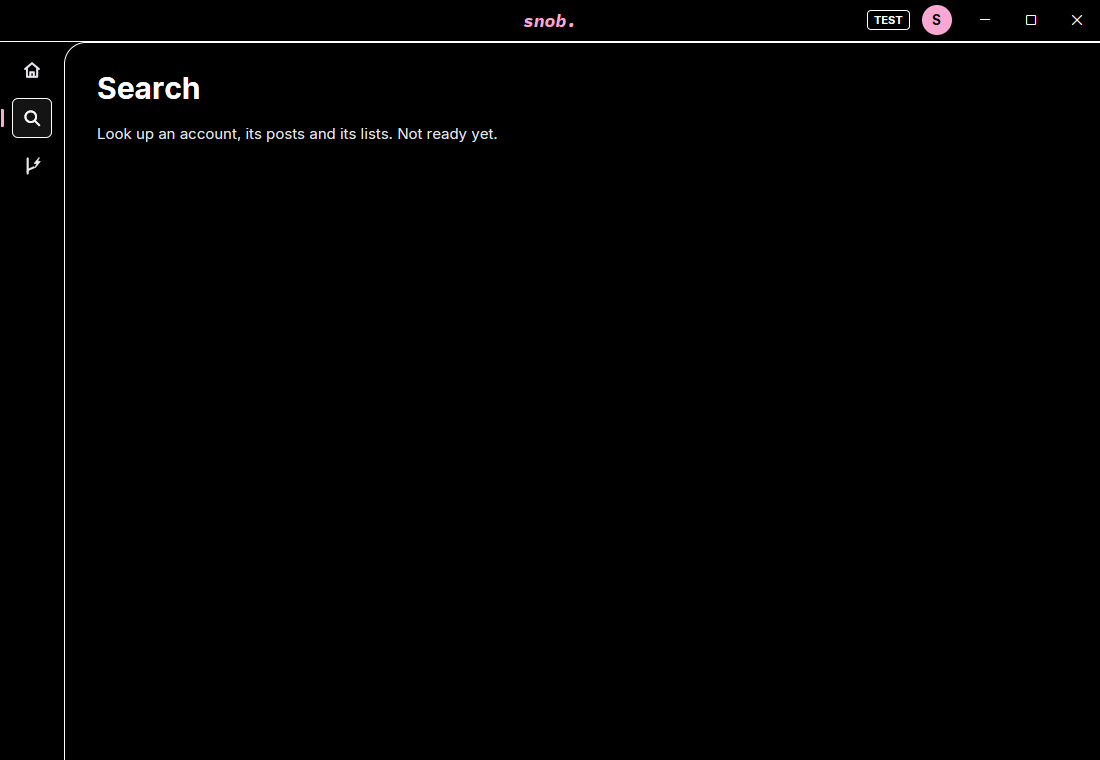 snob.
TEST
S
Search
Look up an account, its posts and its lists. Not ready yet.